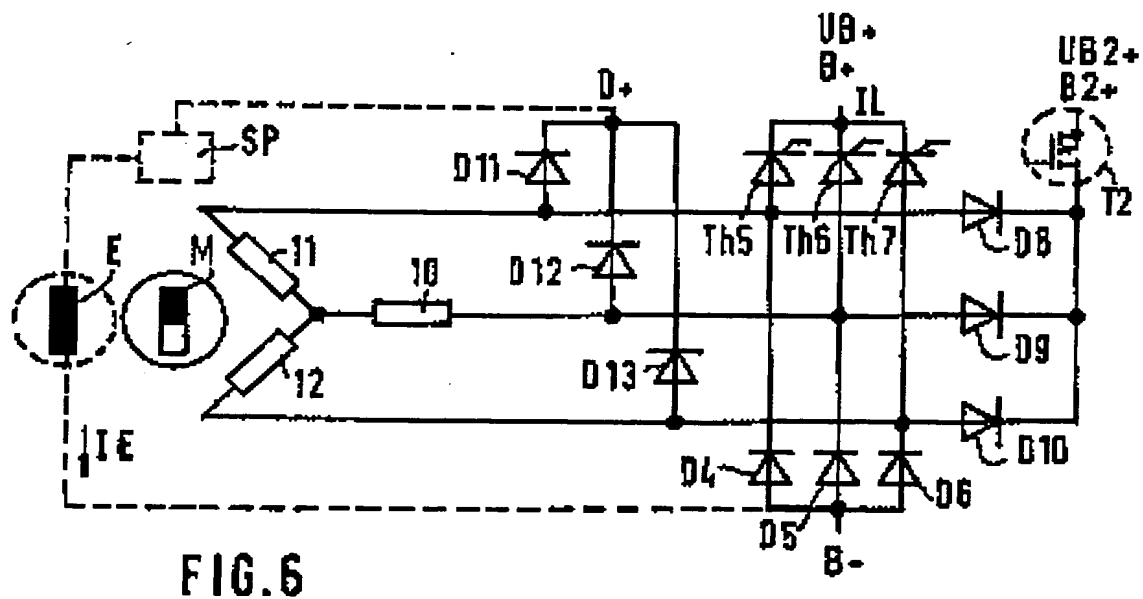 UB+
B+
UB2+
B2+
D+
IL
SP
D11
T2
Th5
Th6
Th7
D8
E
M
11
D12
10
D9
12
D13
IE
D4
D10
D6
D5
B-
FIG.6